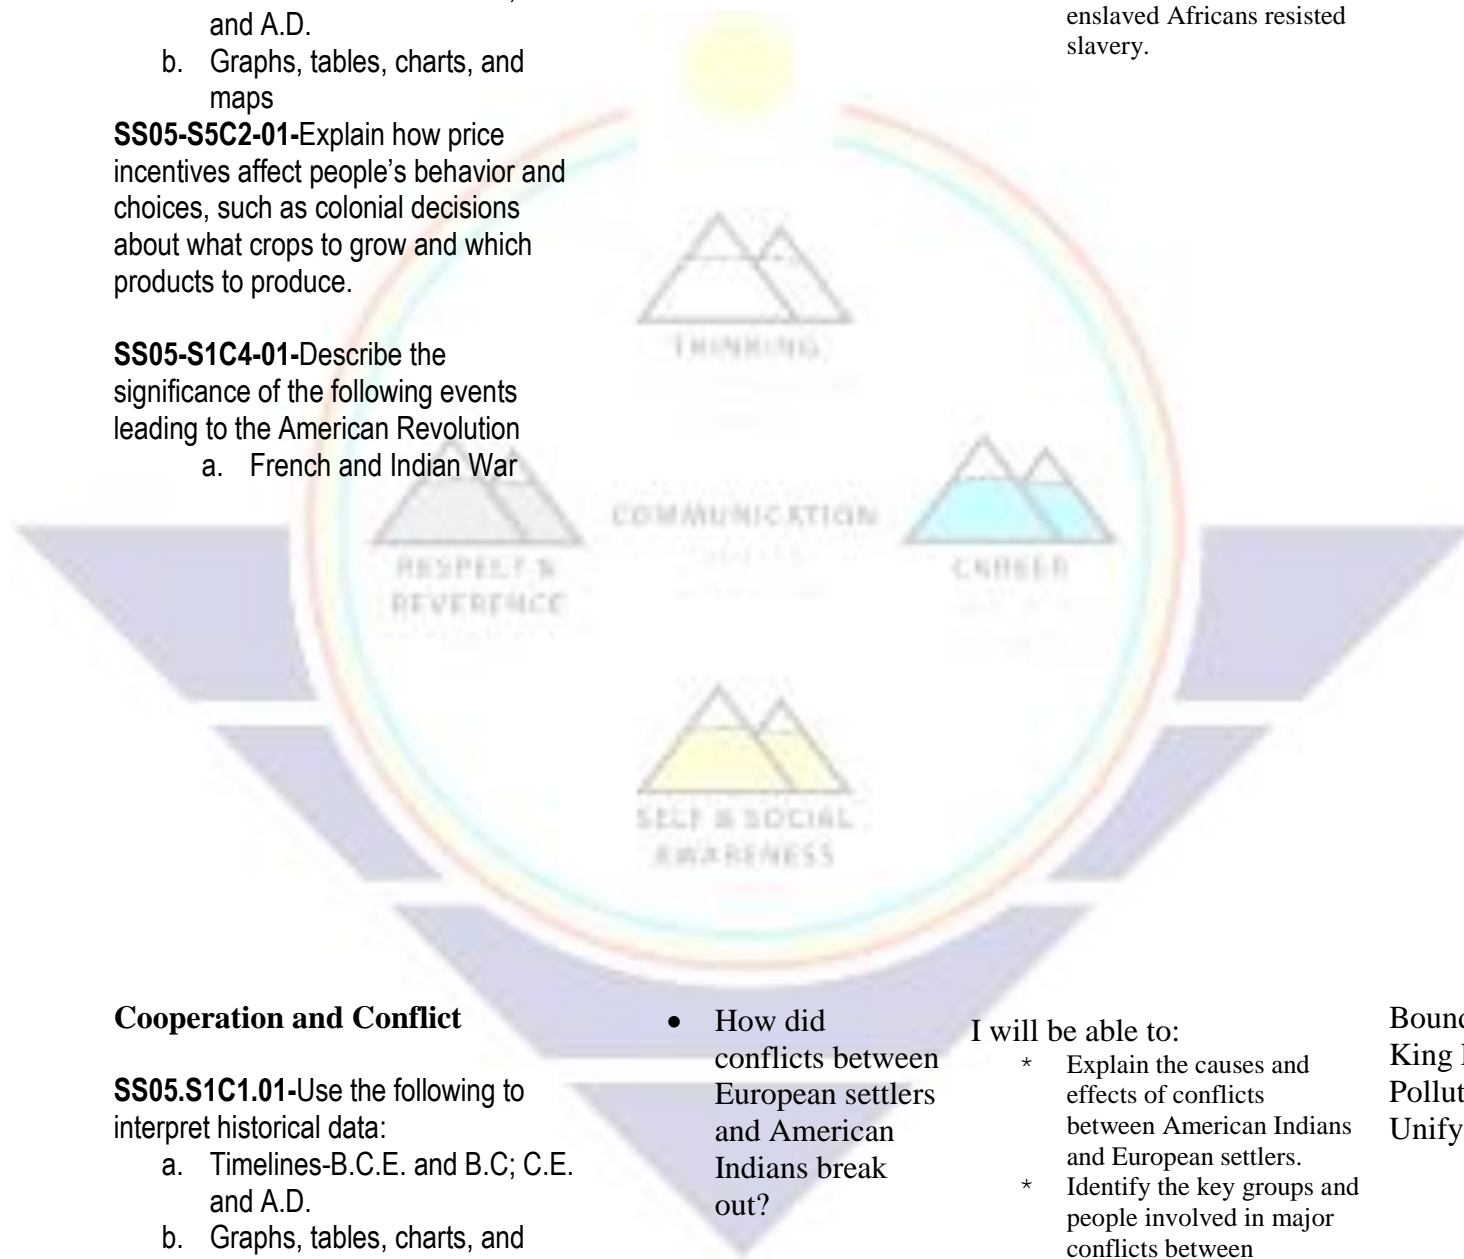 and A.D.
b. Graphs, tables, charts, and
maps
SS05-S5C2-01-Explain how price
incentives affect people's behavior and
choices, such as colonial decisions
about what crops to grow and which
products to produce.
SS05-S1C4-01-Describe the
significance of the following events
leading to the American Revolution
a. French and Indian War
enslaved Africans resisted
slavery.
THINKING
COMMUNICATION
RESPECT &
REVERENCE
CAREER
SELF & SOCIAL
AWARENESS
Cooperation and Conflict
SS05.S1C1.01-Use the following to
interpret historical data:
a. Timelines-B.C.E. and B.C; C.E.
and A.D.
b. Graphs, tables, charts, and
• How did
conflicts between
European settlers
and American
Indians break
out?
I will be able to:
* Explain the causes and
effects of conflicts
between American Indians
and European settlers.
* Identify the key groups and
people involved in major
conflicts between
King
Unify